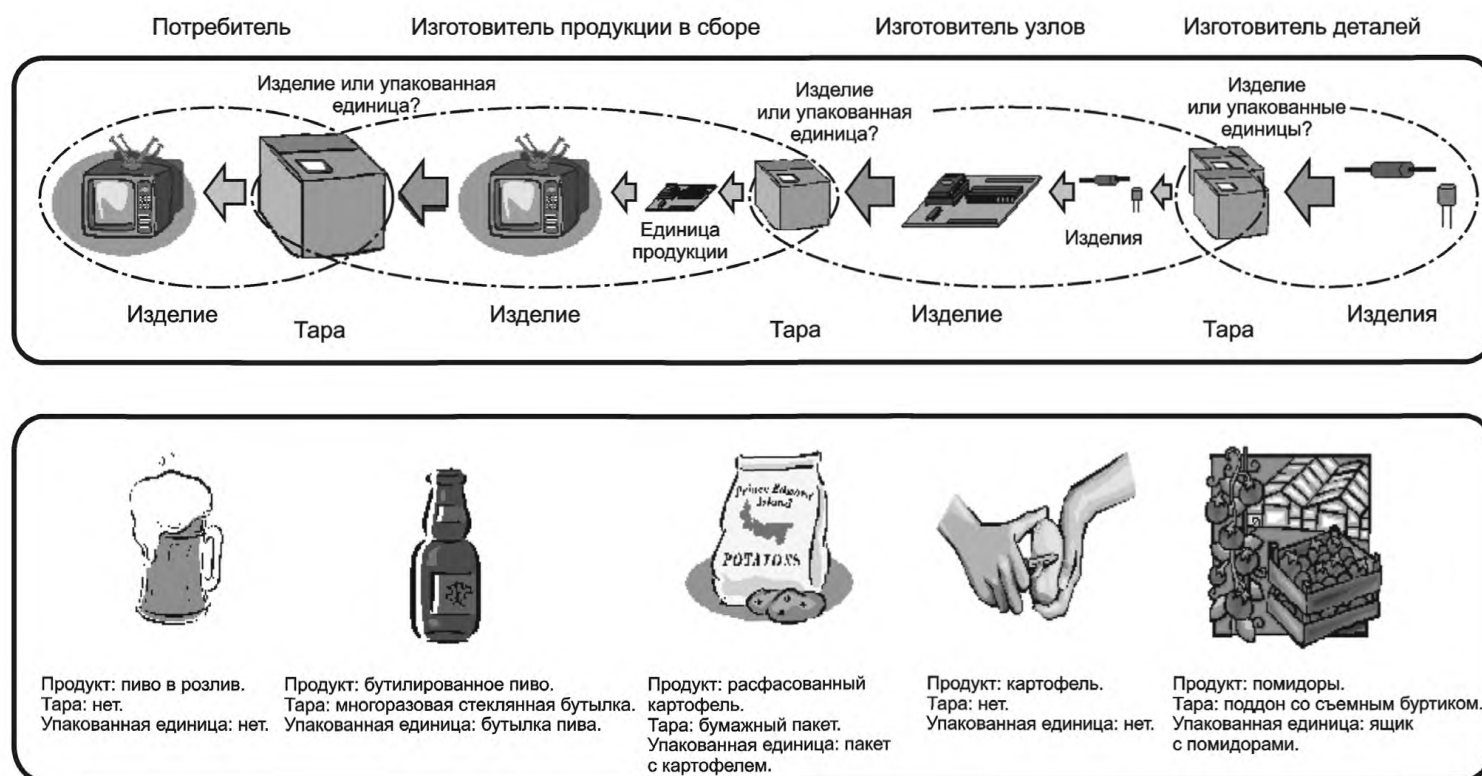 Потребитель
Изготовитель продукции в сборе
Изготовитель узлов
Изготовитель деталей
Изделие или упакованная
единица?
Изделие
или упакованная
единица?
Изделие
или упакованные
единицы?
Единица
продукции
Изделия
Изделие
Тара
Изделие
Тара
Изделие
Тара
Изделия
Prince Edward
Island
POTATOES
Продукт: пиво в розлив.
Тара: нет.
Упакованная единица: нет.
Продукт: бутилированное пиво.
Тара: многоразовая стеклянная бутылка.
Упакованная единица: бутылка пива.
Продукт: расфасованный
картофель.
Тара: бумажный пакет.
Упакованная единица: пакет
с картофелем.
Продукт: картофель.
Тара: нет.
Упакованная единица: нет.
Продукт: помидоры.
Тара: поддон со съемным буртиком.
Упакованная единица: ящик
с помидорами.